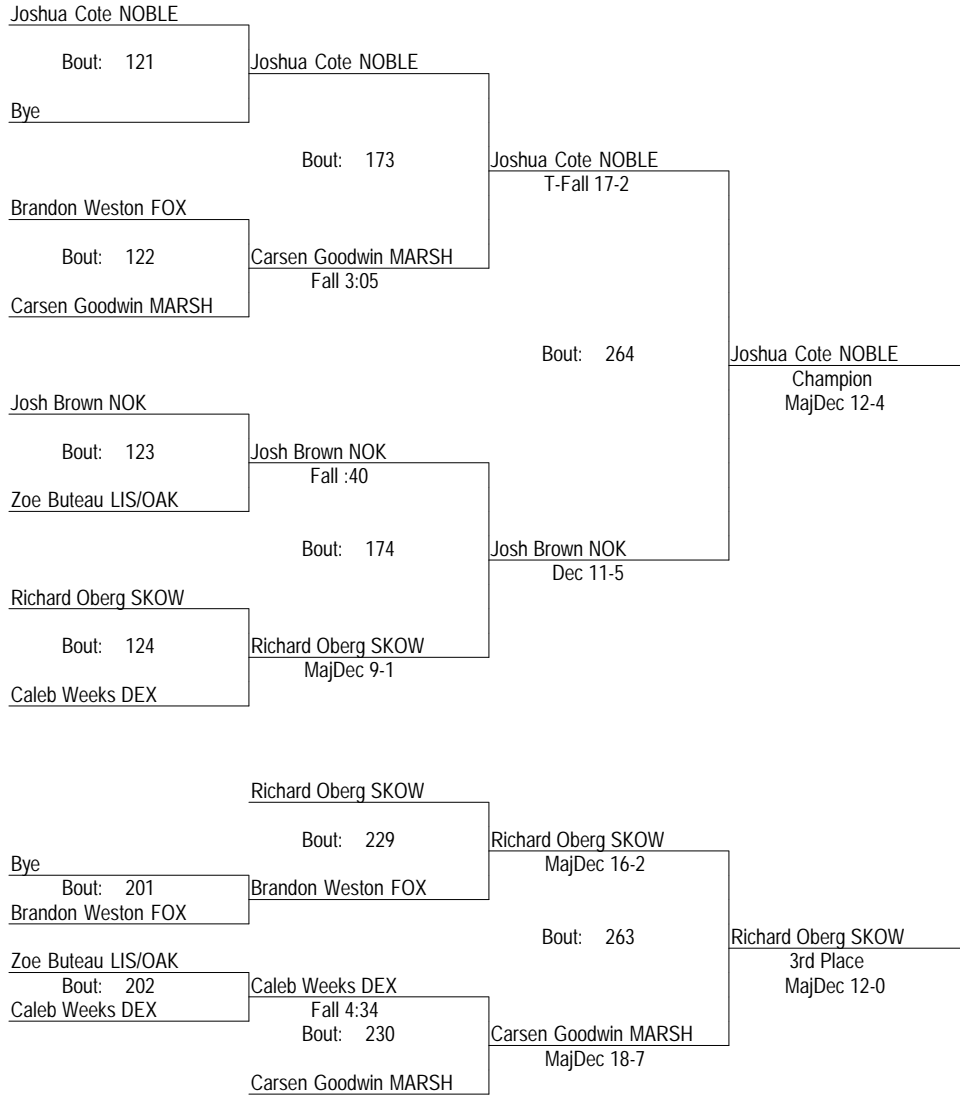 Joshua Cote NOBLE
Bout: 121
Joshua Cote NOBLE
Bye
Bout: 173
Joshua Cote NOBLE
T-Fall 17-2
Brandon Weston FOX
Bout: 122
Carsen Goodwin MARSH
Fall 3:05
Carsen Goodwin MARSH
Bout: 264
Joshua Cote NOBLE
Champion
MajDec 12-4
Josh Brown NOK
Bout: 123
Josh Brown NOK
Fall :40
Zoe Buteau LIS/OAK
Bout: 174
Josh Brown NOK
Dec 11-5
Richard Oberg SKOW
Bout: 124
Richard Oberg SKOW
MajDec 9-1
Caleb Weeks DEX
Richard Oberg SKOW
Bout: 229
Richard Oberg SKOW
MajDec 16-2
Bye
Bout: 201
Brandon Weston FOX
Brandon Weston FOX
Bout: 263
Richard Oberg SKOW
3rd Place
MajDec 12-0
Zoe Buteau LIS/OAK
Bout: 202
Caleb Weeks DEX
Caleb Weeks DEX
Fall 4:34
Bout: 230
Carsen Goodwin MARSH
MajDec 18-7
Carsen Goodwin MARSH